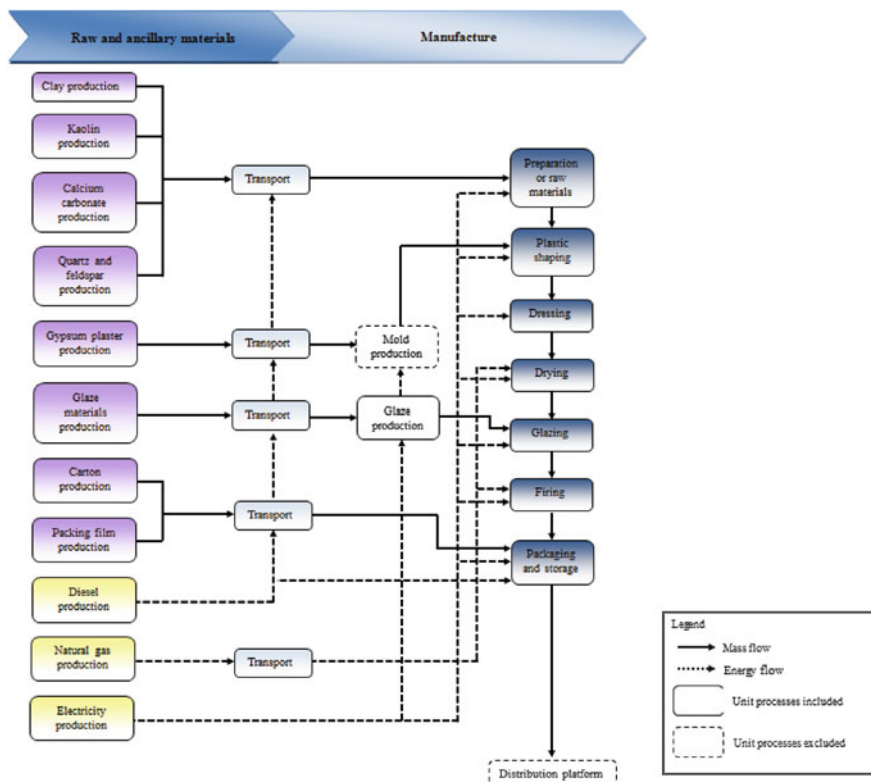 Raw and ancillary materials
Manufacture
Clay production
Kaolin
production
Calcium
carbonate
production
Quartz and
feldspar
production
Gypsum plaster
production
Glaze
materials
production
Carton
production
Packing film
production
Diesel
production
Natural gas
production
Electricity
production
Transport
Transport
Transport
Transport
Transport
Mold
production
Glaze
production
Preparation
or raw
materials
Plastic
shaping
Dressing
Drying
Glazing
Firing
Packaging
and storage
Distribution platform
Legend
Mass flow
Energy flow
Unit processes included
Unit processes excluded